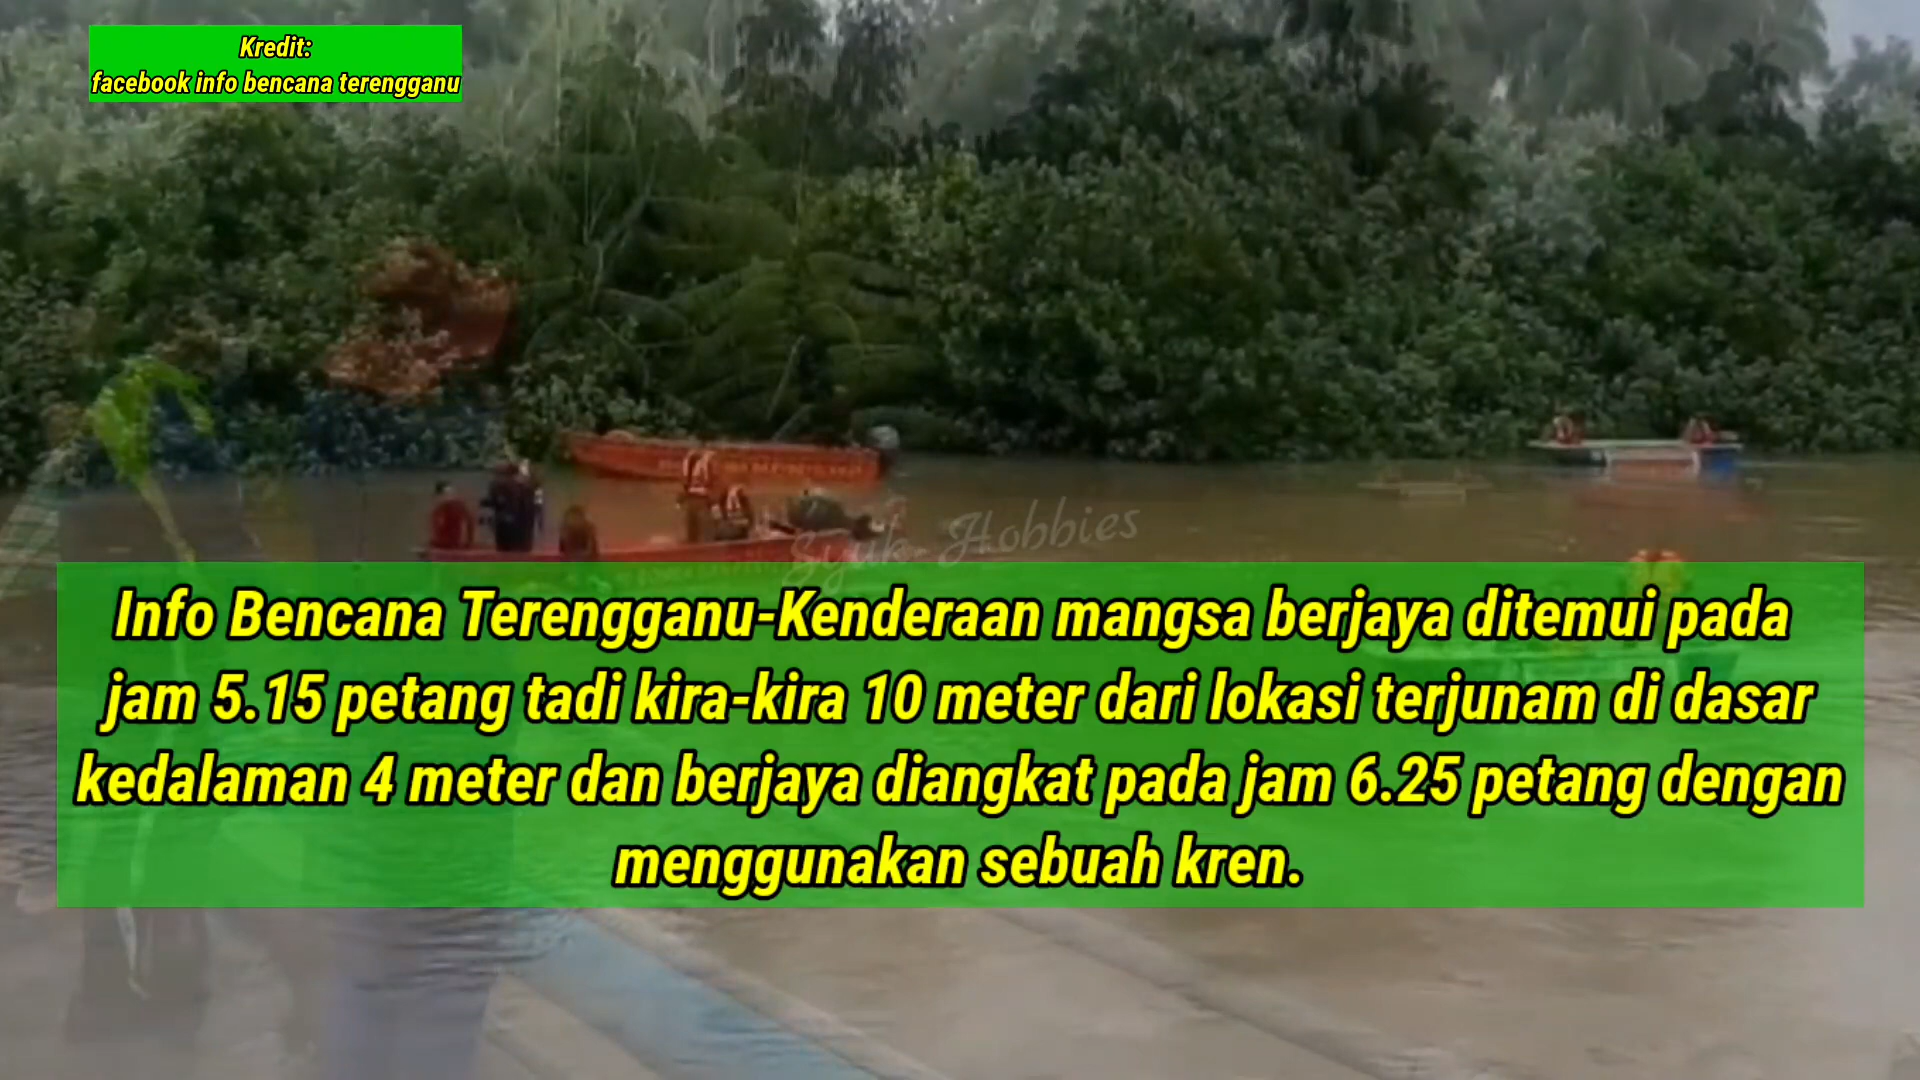 Kredit:
facebook info bencana terengganu
Syuk-Hobbies
Info Bencana Terengganu-Kenderaan mangsa berjaya ditemui pada
jam 5.15 petang tadi kira-kira 10 meter dari lokasi terjunam di dasar
kedalaman 4 meter dan berjaya diangkat pada jam 6.25 petang dengan
menggunakan sebuah kren.